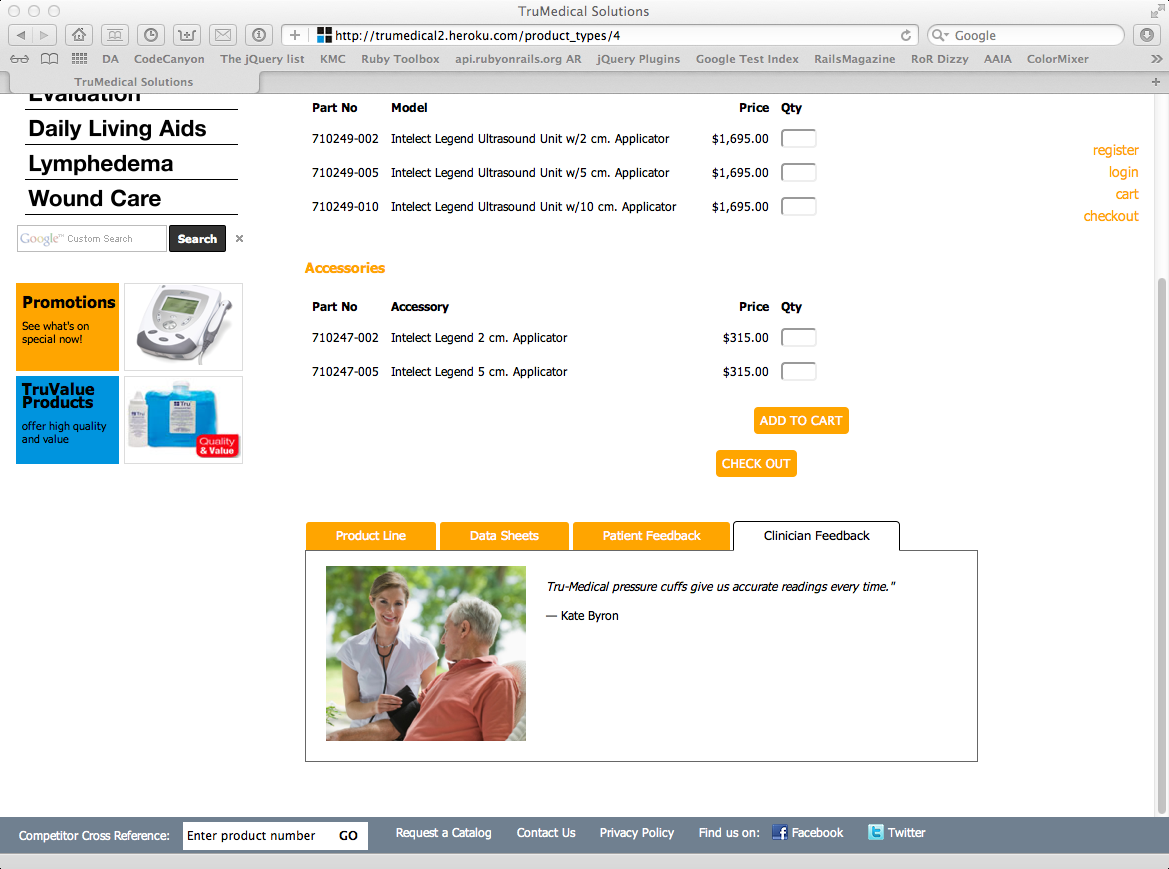 TruMedical Solutions
http://trumedical2.heroku.com/product_types/4
Google
DA CodeCanyon The jQuery list KMC Ruby Toolbox api.rubyonrails.org AR jQuery Plugins Google Test Index RailsMagazine RoR Dizzy AAIA ColorMixer
TruMedical Solutions
Evaluation
Daily Living Aids
Lymphedema
Wound Care
Google™ Custom Search Search ×
Promotions
See what's on
special now!
TruValue
Products
offer high quality
and value
Tru
Quality
& Value
Part No Model Price Qty
710249-002 Intelect Legend Ultrasound Unit w/2 cm. Applicator $1,695.00
710249-005 Intelect Legend Ultrasound Unit w/5 cm. Applicator $1,695.00
710249-010 Intelect Legend Ultrasound Unit w/10 cm. Applicator $1,695.00
register
login
cart
checkout
Accessories
Part No Accessory Price Qty
710247-002 Intelect Legend 2 cm. Applicator $315.00
710247-005 Intelect Legend 5 cm. Applicator $315.00
ADD TO CART
CHECK OUT
Product Line Data Sheets Patient Feedback Clinician Feedback
Tru-Medical pressure cuffs give us accurate readings every time."
— Kate Byron
Competitor Cross Reference: Enter product number GO Request a Catalog Contact Us Privacy Policy Find us on: Facebook Twitter